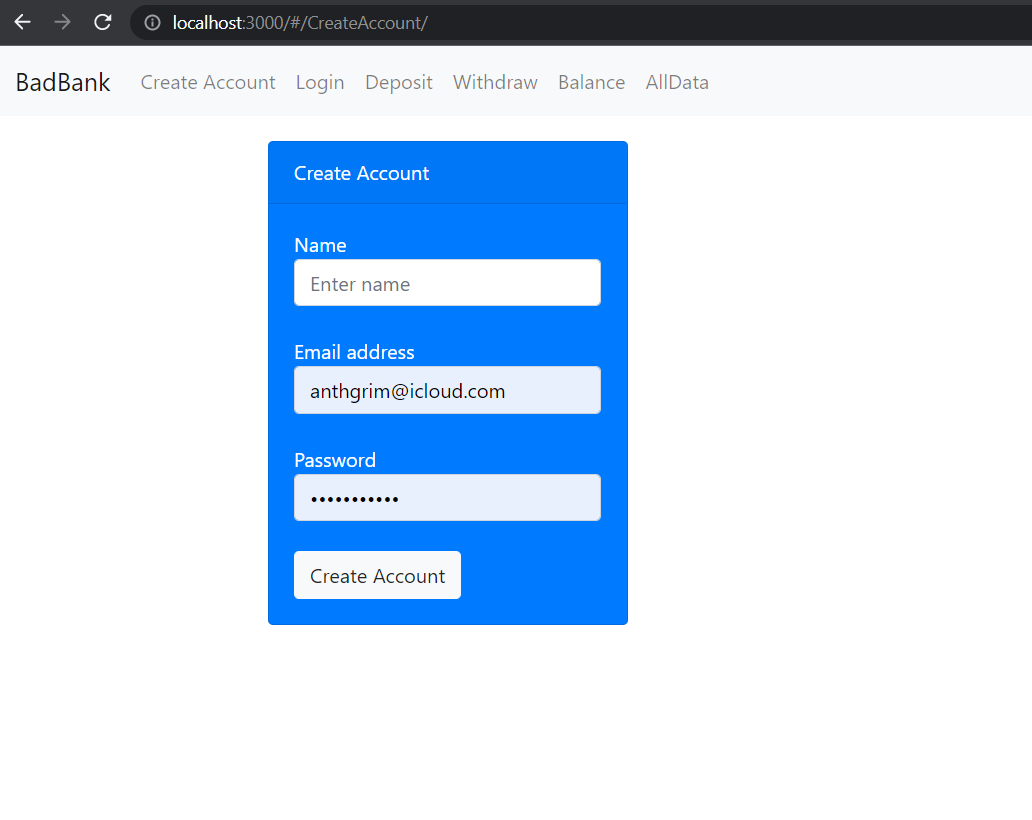 localhost:3000/#/CreateAccount/
BadBank Create Account Login Deposit Withdraw Balance AllData
Create Account
Name
Enter name
Email address
anthgrim@icloud.com
Password
•••••••••••
Create Account